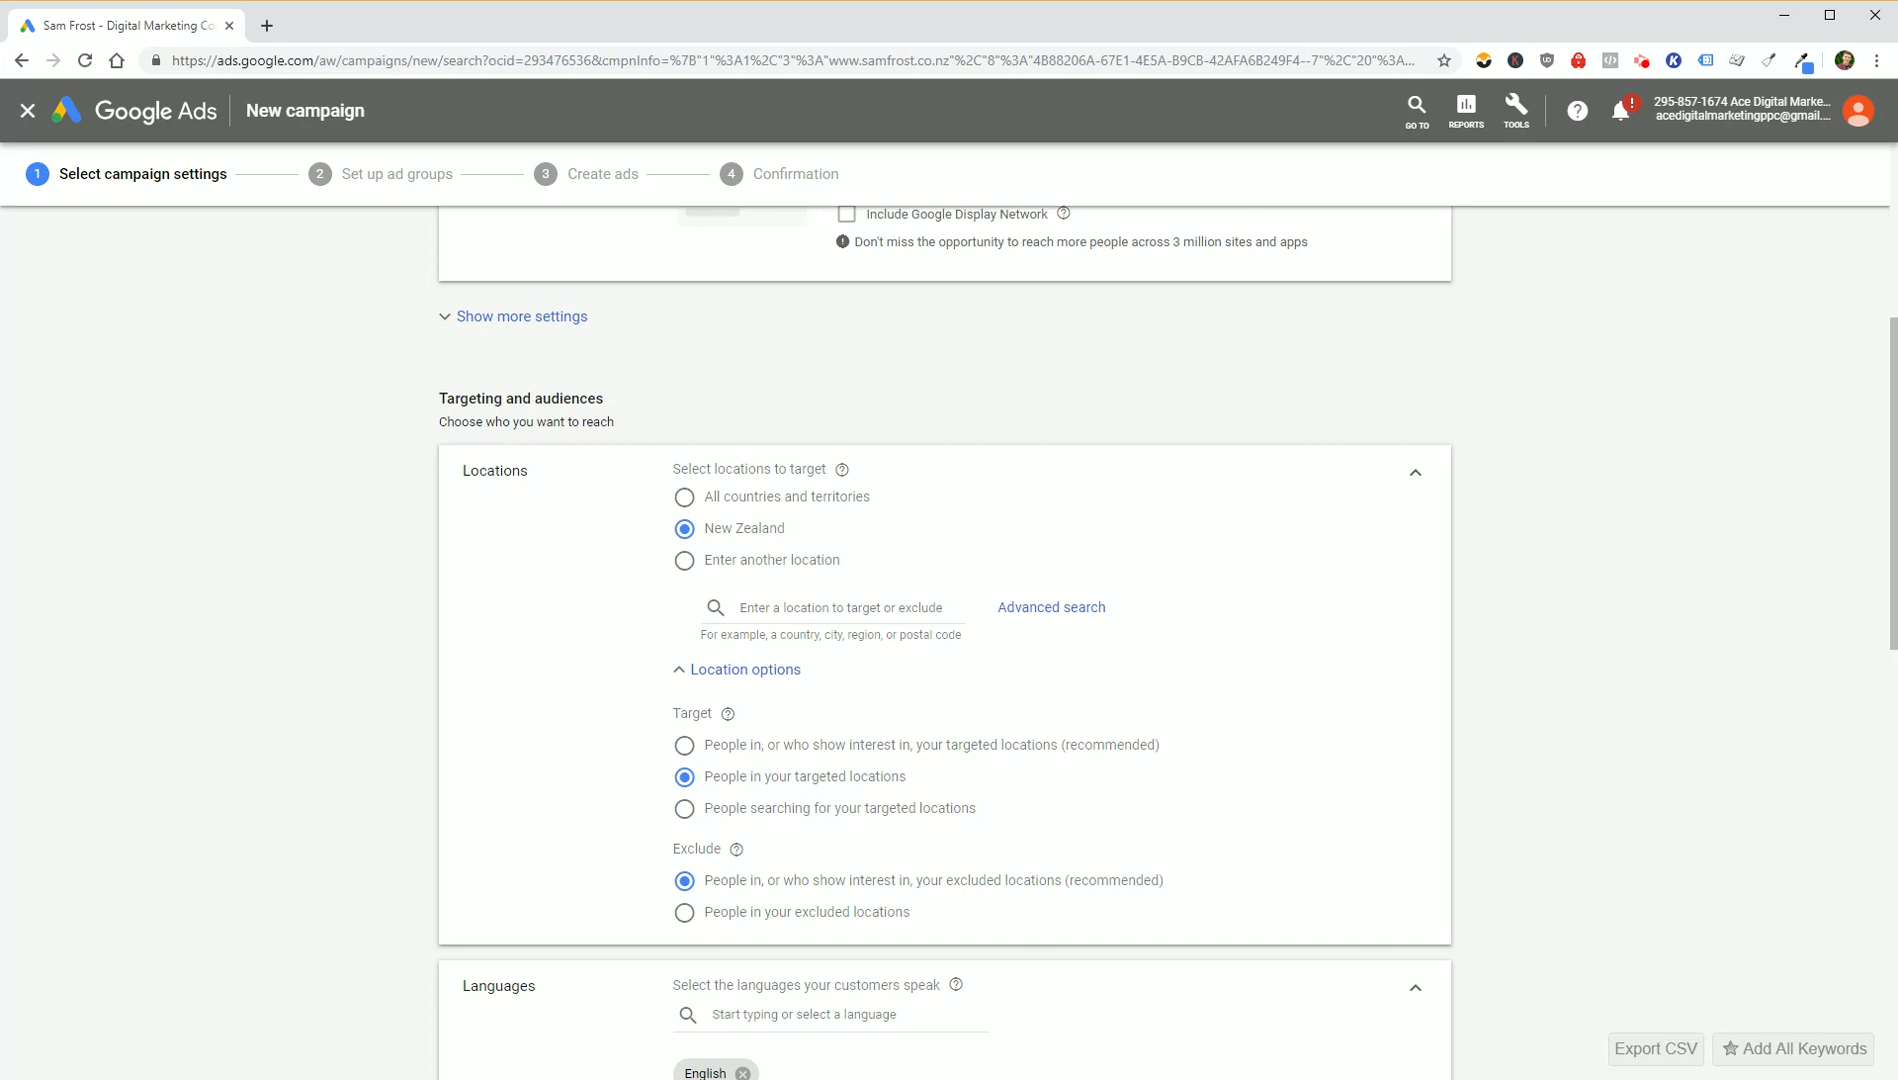 Sam Frost - Digital Marketing Co
https://ads.google.com/aw/campaigns/new/search?ocid=293476536&cmpnInfo=%7B"1"%3A1%2C"3"%3A"www.samfrost.co.nz"%2C"8"%3A"4B88206A-67E1-4E5A-B9CB-42AFA6B249F4--7"%2C"20"%3A...
Google Ads
New campaign
GO TO
REPORTS
TOOLS
295-857-1674 Ace Digital Marke...
acedigitalmarketingppc@gmail....
1 Select campaign settings
2 Set up ad groups
3 Create ads
4 Confirmation
Include Google Display Network
Don't miss the opportunity to reach more people across 3 million sites and apps
Show more settings
Targeting and audiences
Choose who you want to reach
Locations
Select locations to target
All countries and territories
New Zealand
Enter another location
Enter a location to target or exclude
Advanced search
For example, a country, city, region, or postal code
Location options
Target
People in, or who show interest in, your targeted locations (recommended)
People in your targeted locations
People searching for your targeted locations
Exclude
People in, or who show interest in, your excluded locations (recommended)
People in your excluded locations
Languages
Select the languages your customers speak
Start typing or select a language
English
Export CSV
Add All Keywords